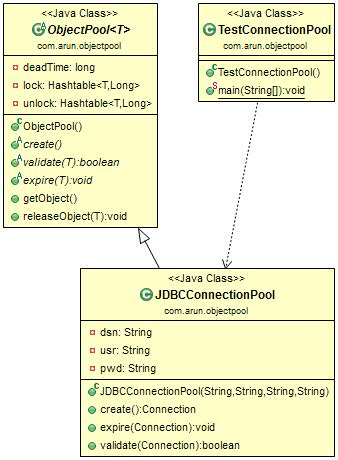 <<Java Class>>
ObjectPool<T>
com.arun.objectpool
deadTime: long
lock: Hashtable<T,Long>
unlock: Hashtable<T,Long>
ObjectPool()
create()
validate(T):boolean
expire(T):void
getObject()
releaseObject(T):void
<<Java Class>>
TestConnectionPool
com.arun.objectpool
TestConnectionPool()
main(String[]):void
<<Java Class>>
JDBCConnectionPool
com.arun.objectpool
dsn: String
usr: String
pwd: String
JDBCConnectionPool(String,String,String,String)
create():Connection
expire(Connection):void
validate(Connection):boolean